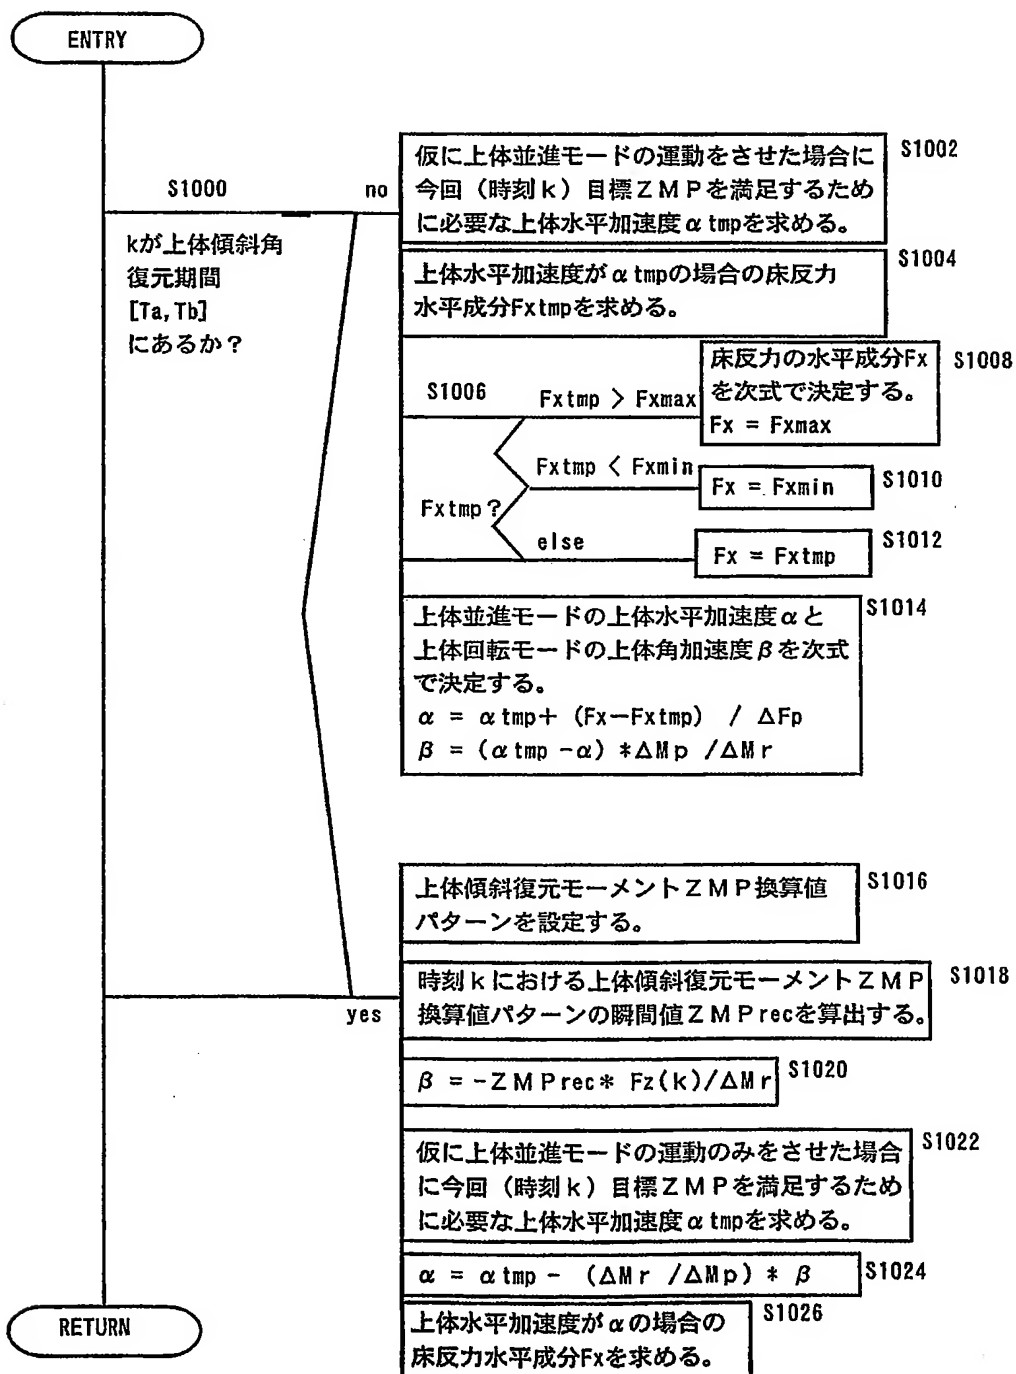 ENTRY
S1000
no
kが上体傾斜角
復元期間
[Ta,Tb]
にあるか?
仮に上体並進モードの運動をさせた場合に
今回(時刻k)目標ZMPを満足するため
に必要な上体水平加速度αtmpを求める。
S1002
上体水平加速度がαtmpの場合の床反力
水平成分Fxtmpを求める。
S1004
S1006
Fxtmp?
Fxtmp > Fxmax
床反力の水平成分Fx
を次式で決定する。
Fx = Fxmax
S1008
Fxtmp < Fxmin
Fx = Fxmin
S1010
else
Fx = Fxtmp
S1012
上体並進モードの上体水平加速度αと
上体回転モードの上体角加速度βを次式
で決定する。
α = αtmp+ (Fx-Fxtmp) / ΔFp
β = (αtmp -α) *ΔMp /ΔMr
S1014
yes
上体傾斜復元モーメントZMP換算値
パターンを設定する。
S1016
時刻kにおける上体傾斜復元モーメントZMP
換算値パターンの瞬間値ZMPrecを算出する。
S1018
β = -ZMPrec* Fz(k)/ΔMr
S1020
仮に上体並進モードの運動のみをさせた場合
に今回(時刻k)目標ZMPを満足するため
に必要な上体水平加速度αtmpを求める。
S1022
α = αtmp - (ΔMr /ΔMp) * β
S1024
上体水平加速度がαの場合の
床反力水平成分Fxを求める。
S1026
RETURN